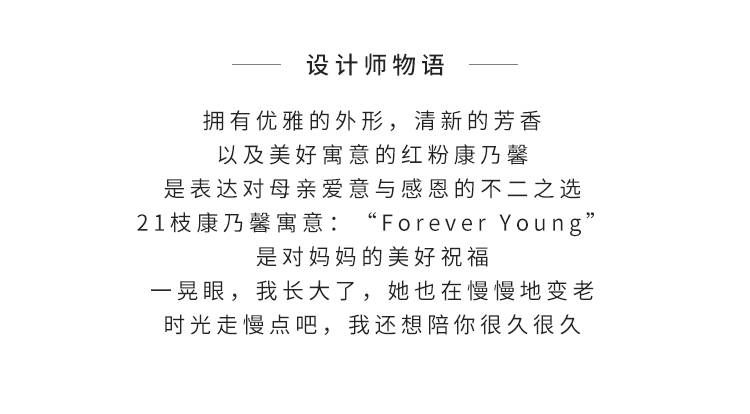 设计师物语
拥有优雅的外形，清新的芳香
以及美好寓意的红粉康乃馨
是表达对母亲爱意与感恩的不二之选
21枝康乃馨寓意：“Forever Young”
是对妈妈的美好祝福
一晃眼，我长大了，她也在慢慢地变老
时光走慢点吧，我还想陪你很久很久